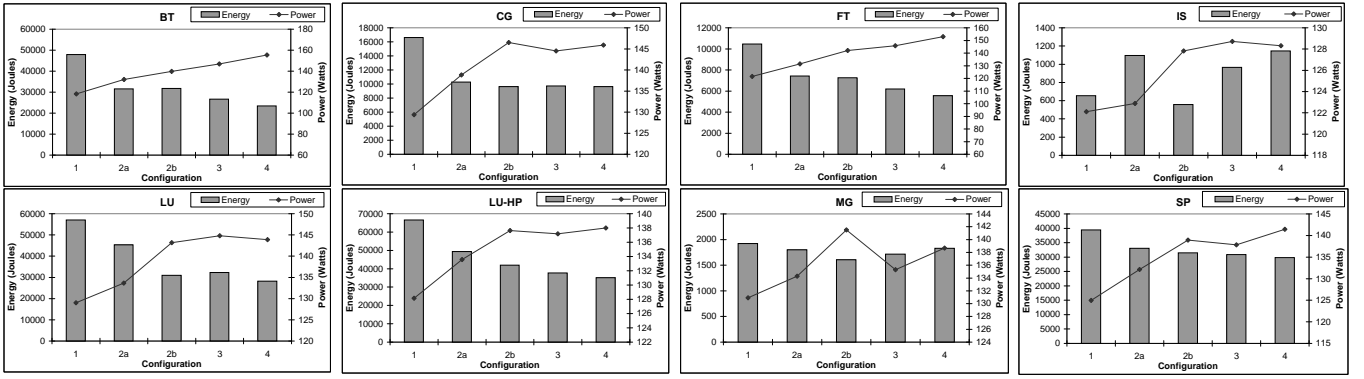 BT
Energy Power
Energy (Joules)
60000
50000
40000
30000
20000
10000
0
180
160
140
120
100
80
60
Power (Watts)
1 2a 2b 3 4
Configuration
CG
Energy Power
Energy (Joules)
18000
16000
14000
12000
10000
8000
6000
4000
2000
0
150
145
140
135
130
125
120
Power (Watts)
1 2a 2b 3 4
Configuration
FT
Energy Power
Energy (Joules)
12000
10000
8000
6000
4000
2000
0
160
150
140
130
120
110
100
90
80
70
60
Power (Watts)
1 2a 2b 3 4
Configuration
IS
Energy Power
Energy (Joules)
1400
1200
1000
800
600
400
200
0
130
128
126
124
122
120
118
Power (Watts)
1 2a 2b 3 4
Configuration
LU
Energy Power
Energy (Joules)
60000
50000
40000
30000
20000
10000
0
150
145
140
135
130
125
120
Power (Watts)
1 2a 2b 3 4
Configuration
LU-HP
Energy Power
Energy (Joules)
70000
60000
50000
40000
30000
20000
10000
0
140
138
136
134
132
130
128
126
124
122
Power (Watts)
1 2a 2b 3 4
Configuration
MG
Energy Power
Energy (Joules)
2500
2000
1500
1000
500
0
144
142
140
138
136
134
132
130
128
126
124
Power (Watts)
1 2a 2b 3 4
Configuration
SP
Energy Power
Energy (Joules)
45000
40000
35000
30000
25000
20000
15000
10000
5000
0
145
140
135
130
125
120
115
Power (Watts)
1 2a 2b 3 4
Configuration